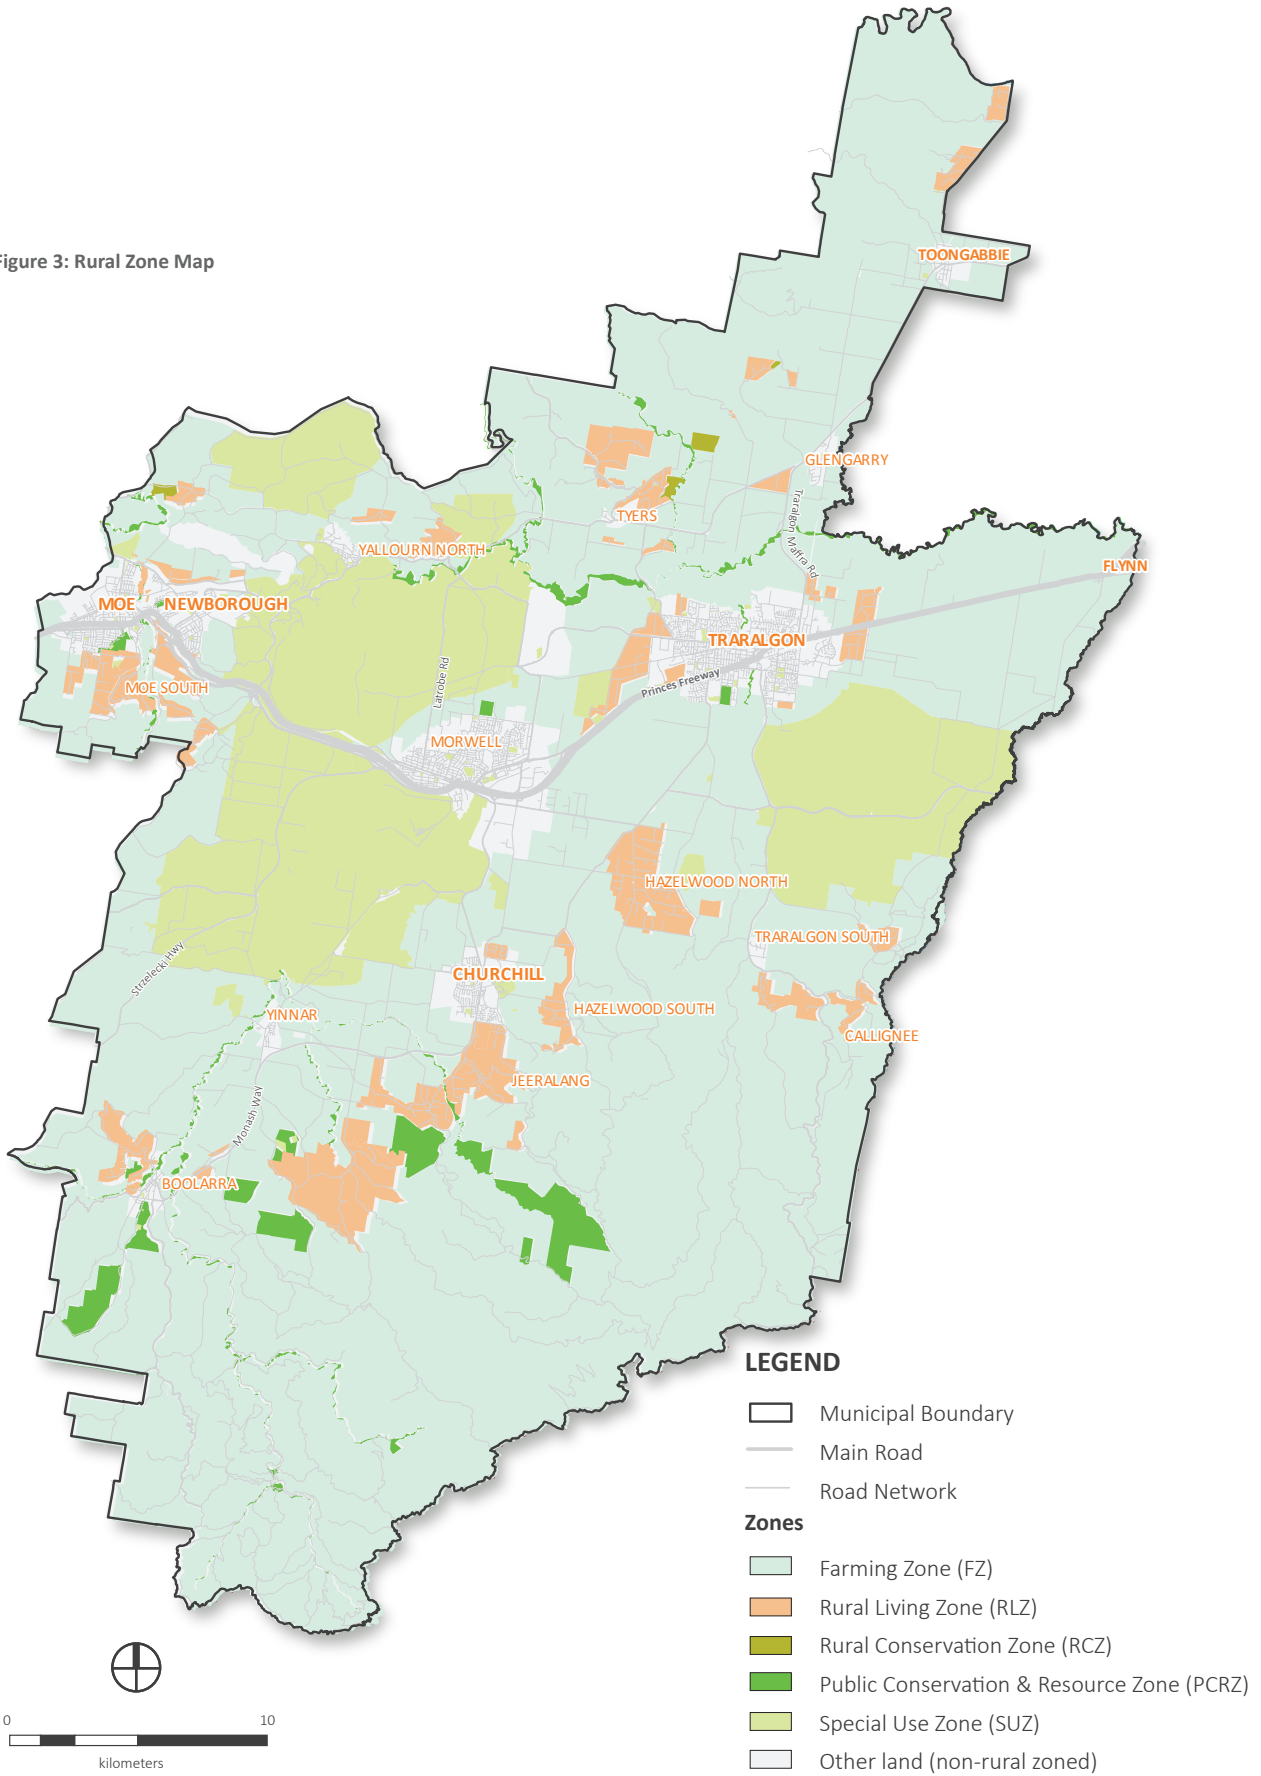 Figure 3: Rural Zone Map
TOONGABBIE
GLENGARRY
Traralgon Maffra Rd
TYERS
YALLOURN NORTH
FLYNN
MOE
NEWBOROUGH
TRARALGON
Latrobe Rd
Princes Freeway
MOE SOUTH
MORWELL
HAZELWOOD NORTH
TRARALGON SOUTH
Strzelecki Hwy
CHURCHILL
HAZELWOOD SOUTH
YINNAR
CALLIGNEE
JEERALANG
Monash Way
BOOLARRA
LEGEND
Municipal Boundary
Main Road
Road Network
Zones
Farming Zone (FZ)
Rural Living Zone (RLZ)
Rural Conservation Zone (RCZ)
Public Conservation & Resource Zone (PCRZ)
Special Use Zone (SUZ)
Other land (non-rural zoned)
0 10
kilometers